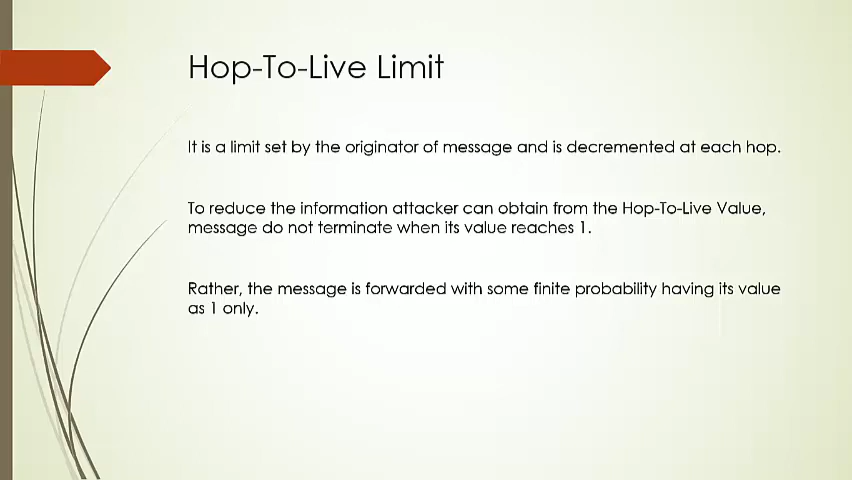 Hop-To-Live Limit
It is a limit set by the originator of message and is decremented at each hop.
To reduce the information attacker can obtain from the Hop-To-Live Value,
message do not terminate when its value reaches 1.
Rather, the message is forwarded with some finite probability having its value
as 1 only.